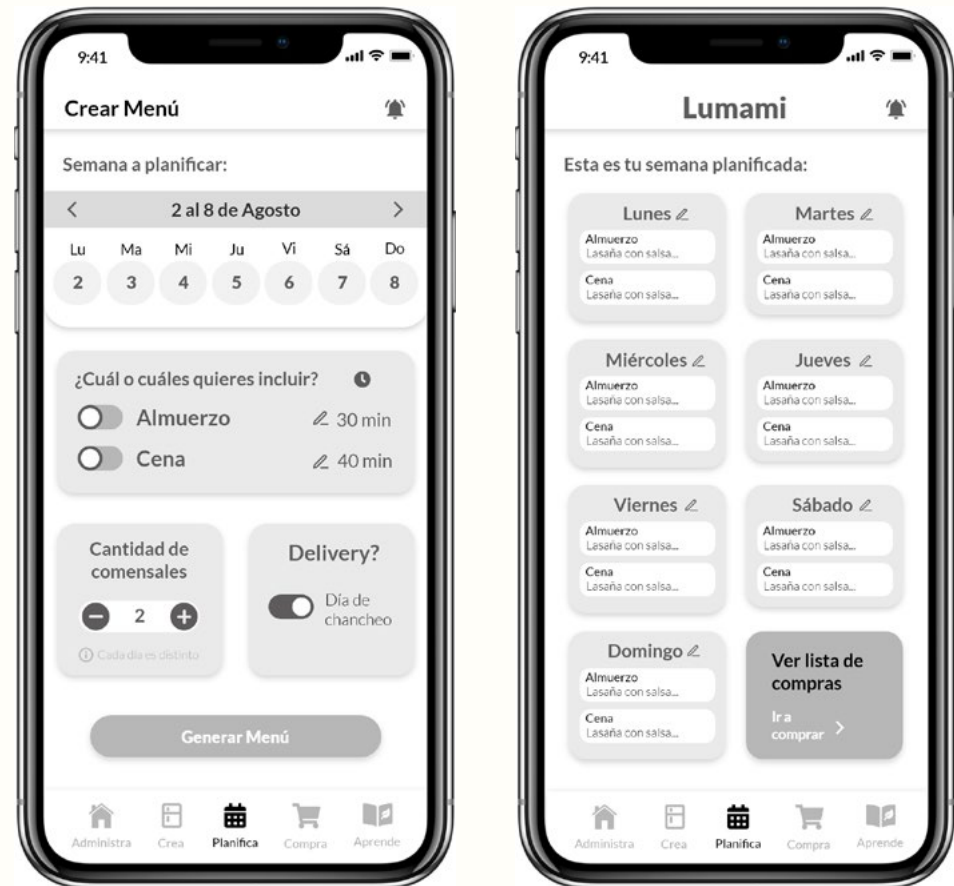 9:41
Crear Menú
Semana a planificar:
2 al 8 de Agosto
Lu Ma Mi Ju Vi Sá Do
2 3 4 5 6 7 8
¿Cuál o cuáles quieres incluir?
Almuerzo 30 min
Cena 40 min
Cantidad de
comensales
2
Cada día es distinto
Delivery?
Día de
chancheo
Generar Menú
Administra Crea Planifica Compra Aprende
9:41
Lumami
Esta es tu semana planificada:
Lunes
Almuerzo
Lasaña con salsa...
Cena
Lasaña con salsa...
Martes
Almuerzo
Lasaña con salsa...
Cena
Lasaña con salsa...
Miércoles
Almuerzo
Lasaña con salsa...
Cena
Lasaña con salsa...
Jueves
Almuerzo
Lasaña con salsa...
Cena
Lasaña con salsa...
Viernes
Almuerzo
Lasaña con salsa...
Cena
Lasaña con salsa...
Sábado
Almuerzo
Lasaña con salsa...
Cena
Lasaña con salsa...
Domingo
Almuerzo
Lasaña con salsa...
Cena
Lasaña con salsa...
Ver lista de
compras
Ir a
comprar
Administra Crea Planifica Compra Aprende